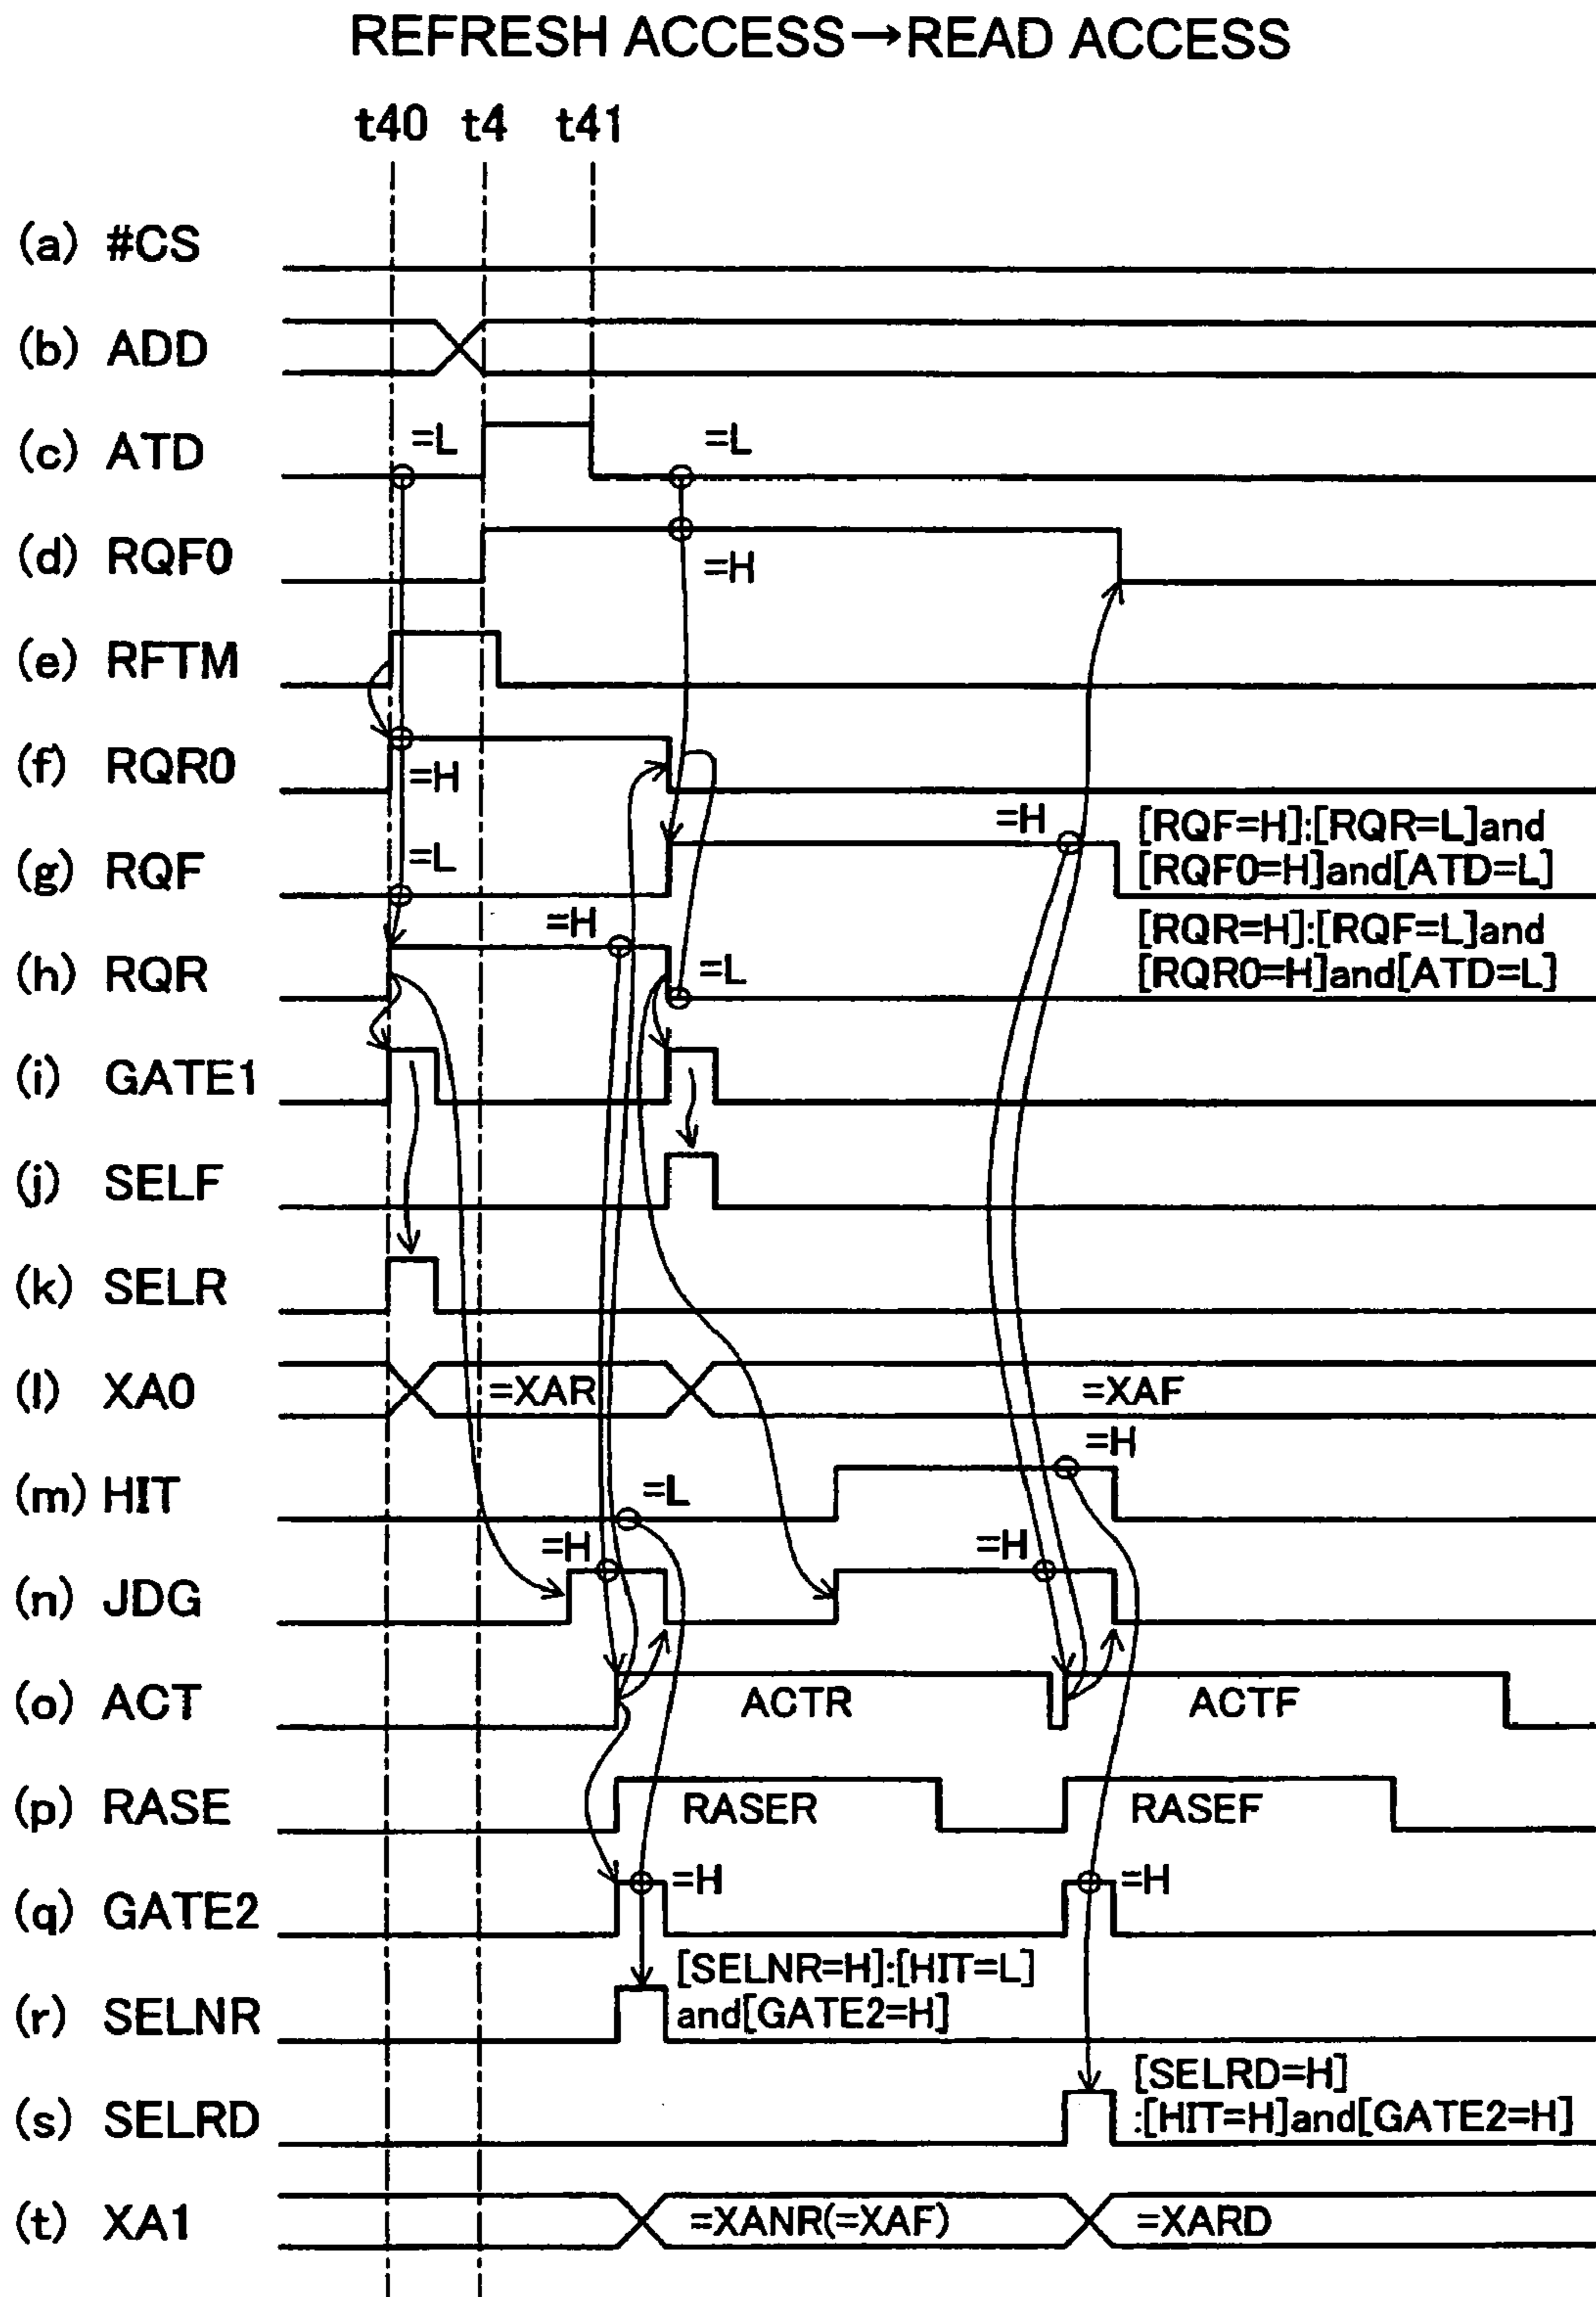 REFRESH ACCESS→READ ACCESS
t40 t4 t41
(a) #CS
(b) ADD
(c) ATD =L =L
(d) RQF0 =H
(e) RFTM
(f) RQR0 =H
(g) RQF =L =H [RQF=H]:[RQR=L]and
[RQF0=H]and[ATD=L]
(h) RQR =H =L [RQR=H]:[RQF=L]and
[RQR0=H]and[ATD=L]
(i) GATE1
(j) SELF
(k) SELR
(l) XA0 =XAR =XAF
(m) HIT =L =H
(n) JDG =H =H
(o) ACT ACTR ACTF
(p) RASE RASER RASEF
(q) GATE2 =H =H
(r) SELNR [SELNR=H]:[HIT=L]
and[GATE2=H]
(s) SELRD [SELRD=H]
:[HIT=H]and[GATE2=H]
(t) XA1 =XANR(=XAF) =XARD